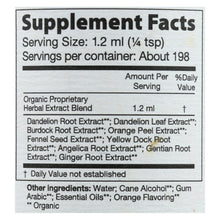 Supplement Facts
Serving Size: 1.2 ml (¼ tsp)
Servings per container: About 198
Amount Per Serving
%Daily Value
Organic Proprietary
Herbal Extract Blend 1.2 ml †
Dandelion Root Extract**; Dandelion Leaf Extract**;
Burdock Root Extract**; Orange Peel Extract**;
Fennel Seed Extract**; Yellow Dock Root
Extract**; Angelica Root Extract**; Gentian Root
Extract**; Ginger Root Extract**
† Daily Value not established
Other ingredients: Water; Cane Alcohol**; Gum
Arabic**; Essential Oils**; Orange Flavoring**
** Organic